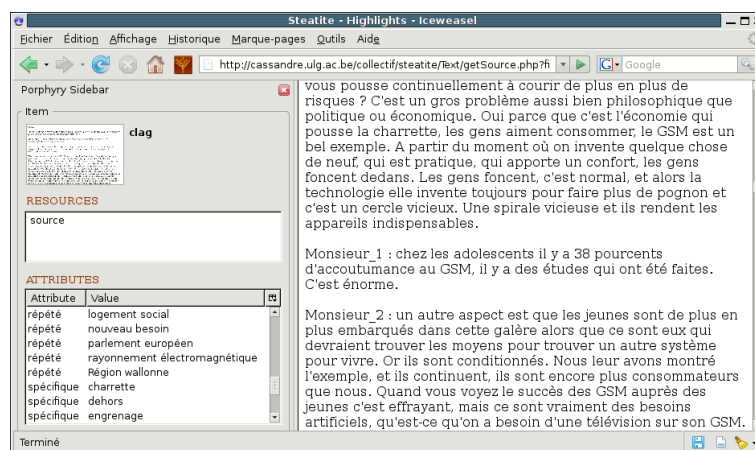 Steatite - Highlights - Iceweasel
Fichier Édition Affichage Historique Marque-pages Outils Aide
http://cassandre.ulg.ac.be/collectif/steatite/Text/getSource.php?fi
G Google
Porphyry Sidebar
Item
clag
RESOURCES
source
ATTRIBUTES
Attribute Value
répété logement social
répété nouveau besoin
répété parlement européen
répété rayonnement électromagnétique
répété Région wallonne
spécifique charrette
spécifique dehors
spécifique engrenage
vous pousse continuellement à courir de plus en plus de
risques ? C'est un gros problème aussi bien philosophique que
politique ou économique. Oui parce que c'est l'économie qui
pousse la charrette, les gens aiment consommer, le GSM est un
bel exemple. A partir du moment où on invente quelque chose
de neuf, qui est pratique, qui apporte un confort, les gens
foncent dedans. Les gens foncent, c'est normal, et alors la
technologie elle invente toujours pour faire plus de pognon et
c'est un cercle vicieux. Une spirale vicieuse et ils rendent les
appareils indispensables.
Monsieur_1 : chez les adolescents il y a 38 pourcents
d'accoutumance au GSM, il y a des études qui ont été faites.
C'est énorme.
Monsieur_2 : un autre aspect est que les jeunes sont de plus en
plus embarqués dans cette galère alors que ce sont eux qui
devraient trouver les moyens pour trouver un autre système
pour vivre. Or ils sont conditionnés. Nous leur avons montré
l'exemple, et ils continuent, ils sont encore plus consommateurs
que nous. Quand vous voyez le succès des GSM auprès des
jeunes c'est effrayant, mais ce sont vraiment des besoins
artificiels, qu'est-ce qu'on a besoin d'une télévision sur son GSM.
Terminé